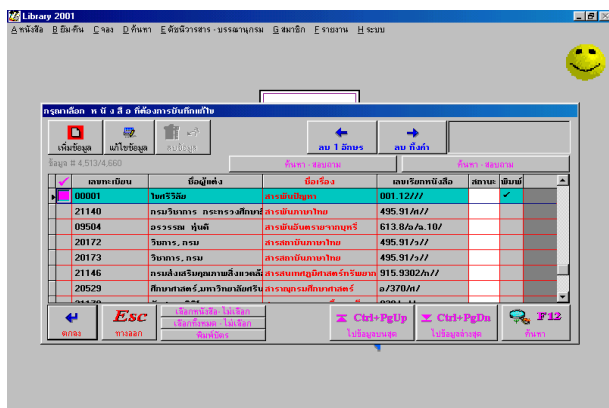 Library 2001
A หนังสือ B ยืม-คืน C จอง D ค้นหา E ดัชนีวารสาร - บรรณานุกรม G สมาชิก F รายงาน H ระบบ
กรุณาเลือก ห นั ง สื อ ที่ต้องการบันทึกแก้ไข
เพิ่มข้อมูล แก้ไขข้อมูล ลบข้อมูล ลบ 1 อักษร ลบ ทั้งคำ
ข้อมูล # 4,513/4,660 ค้นหา - สอบถาม ค้นหา - สอบถาม
เลขทะเบียน ชื่อผู้แต่ง ชื่อเรื่อง เลขเรียกหนังสือ สถานะ พิมพ์
00001 ไขศรีวิลัย สารพันปัญหา 001.12///
21140 กรมวิชาการ กระทรวงศึกษา สารพันภาษาไทย 495.91/ก//
09504 อรวรรณ หุ่นดี สารพันอันตรายจากบุหรี่ 613.8/อ/ส.10/
20172 วิชาการ, กรม สารสถาบันภาษาไทย 495.91/ว//
20173 วิชาการ, กรม สารสถาบันภาษาไทย 495.91/ว//
21146 กรมส่งเสริมคุณภาพสิ่งแวดล้ สารสนเทศภูมิศาสตร์ทรัพยาก 915.9302/ก//
20529 ศึกษาศาสตร์,มหาวิทยาลัยศรีน สารานุกรมศึกษาศาสตร์ อ/370/ศ/
ตกลง Esc ทางออก
เลือกหนังสือ - ไม่เลือก
เลือกทั้งหมด - ไม่เลือก
พิมพ์บัตร
Ctrl+PgUp Ctrl+PgDn F12
ไปข้อมูลบนสุด ไปข้อมูลล่างสุด ค้นหา